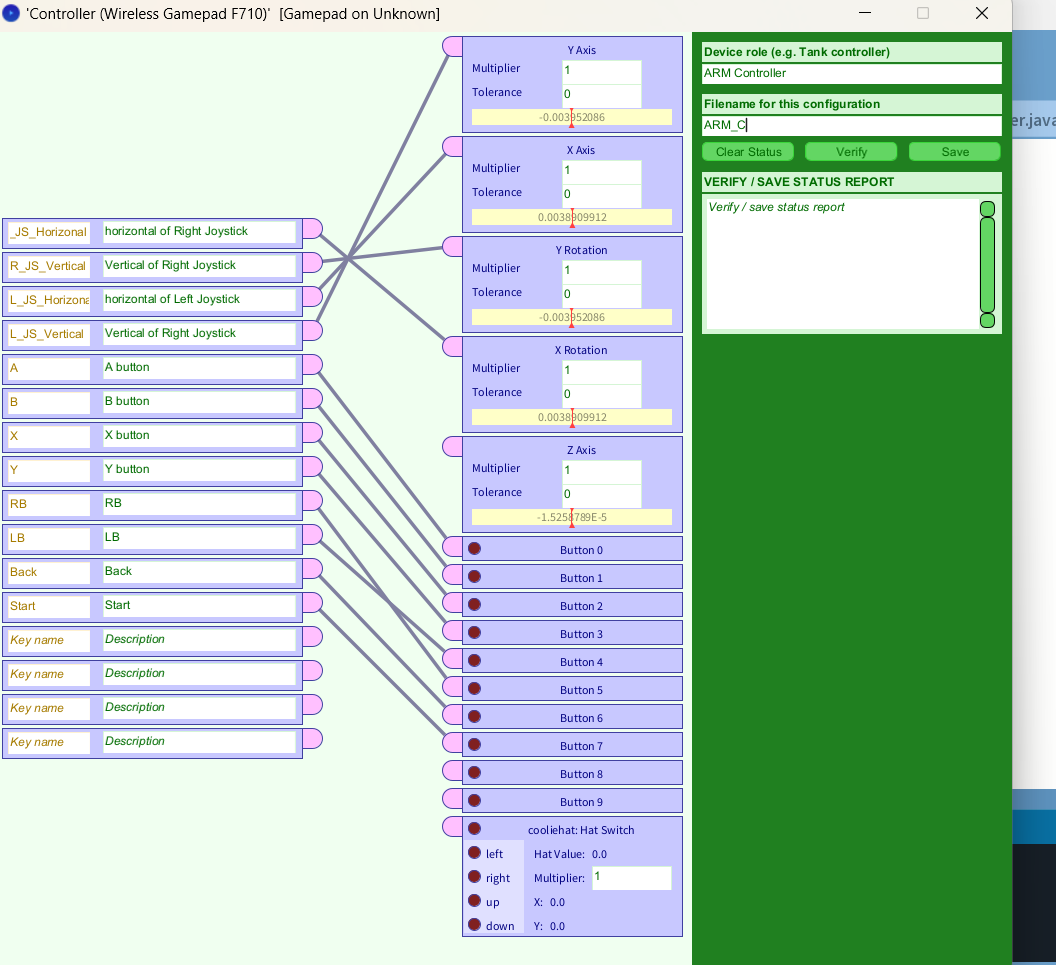 'Controller (Wireless Gamepad F710)' [Gamepad on Unknown]
_JS_Horizonal horizontal of Right Joystick
R_JS_Vertical Vertical of Right Joystick
L_JS_Horizona horizontal of Left Joystick
L_JS_Vertical Vertical of Right Joystick
A A button
B B button
X X button
Y Y button
RB RB
LB LB
Back Back
Start Start
Key name Description
Key name Description
Key name Description
Key name Description
Y Axis
Multiplier 1
Tolerance 0
-0.003952086
X Axis
Multiplier 1
Tolerance 0
0.0038909912
Y Rotation
Multiplier 1
Tolerance 0
-0.003952086
X Rotation
Multiplier 1
Tolerance 0
0.0038909912
Z Axis
Multiplier 1
Tolerance 0
-1.5258789E-5
Button 0
Button 1
Button 2
Button 3
Button 4
Button 5
Button 6
Button 7
Button 8
Button 9
cooliehat: Hat Switch
left Hat Value: 0.0
right Multiplier: 1
up X: 0.0
down Y: 0.0
Device role (e.g. Tank controller)
ARM Controller
Filename for this configuration
ARM_C
Clear Status Verify Save
VERIFY / SAVE STATUS REPORT
Verify / save status report
er.java